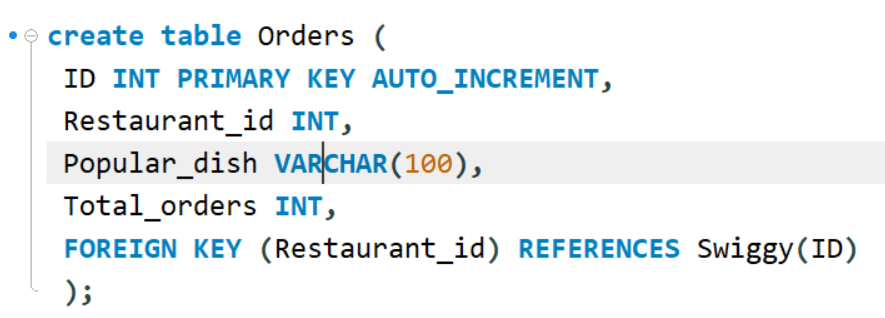 create table Orders (
ID INT PRIMARY KEY AUTO_INCREMENT,
Restaurant_id INT,
Popular_dish VARCHAR(100),
Total_orders INT,
FOREIGN KEY (Restaurant_id) REFERENCES Swiggy(ID)
);